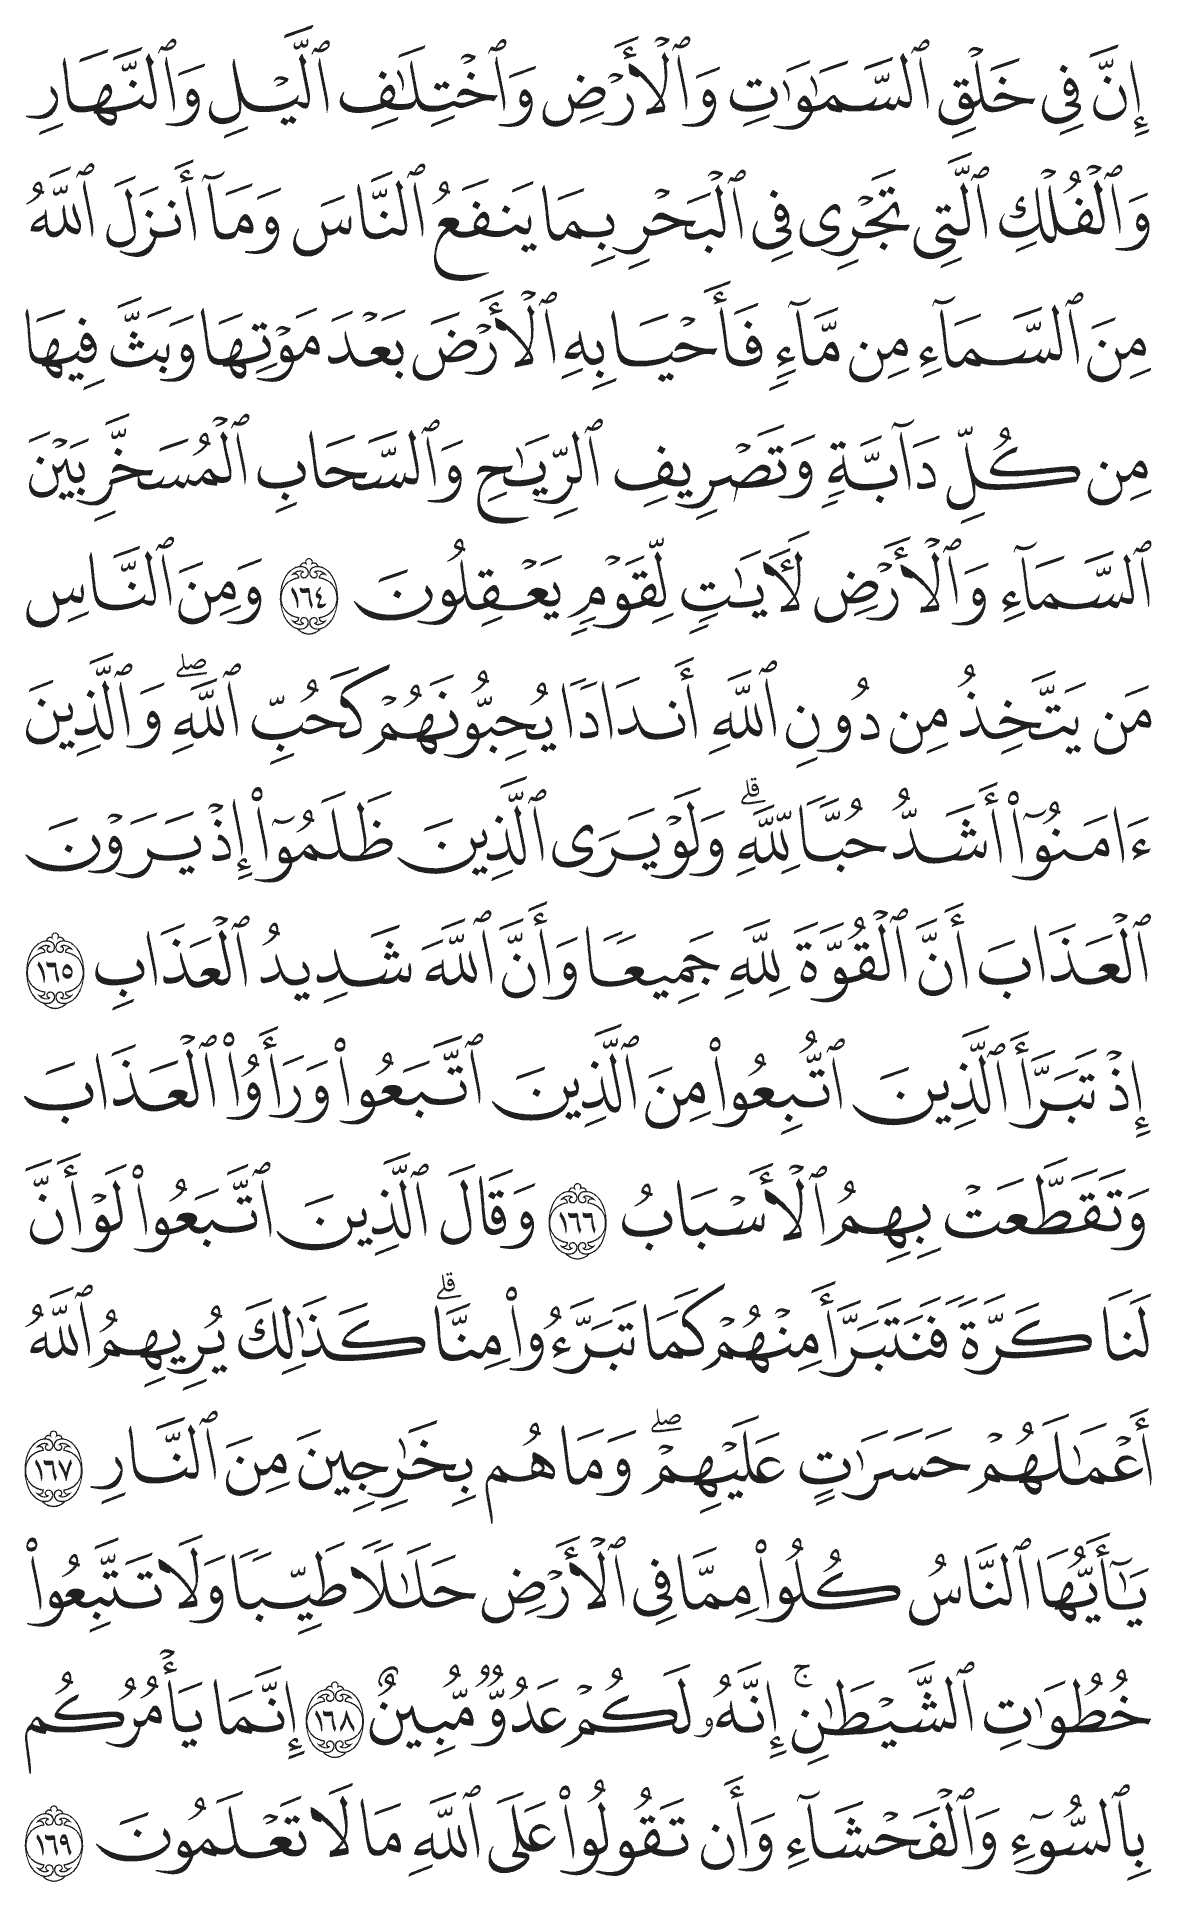 إِنَّ فِى خَلْقِ ٱلسَّمَٰوَٰتِ وَٱلْأَرْضِ وَٱخْتِلَٰفِ ٱلَّيْلِ وَٱلنَّهَارِ
وَٱلْفُلْكِ ٱلَّتِى تَجْرِى فِى ٱلْبَحْرِ بِمَا يَنفَعُ ٱلنَّاسَ وَمَآ أَنزَلَ ٱللَّهُ
مِنَ ٱلسَّمَآءِ مِن مَّآءٍ فَأَحْيَا بِهِ ٱلْأَرْضَ بَعْدَ مَوْتِهَا وَبَثَّ فِيهَا
مِن كُلِّ دَآبَّةٍ وَتَصْرِيفِ ٱلرِّيَٰحِ وَٱلسَّحَابِ ٱلْمُسَخَّرِ بَيْنَ
ٱلسَّمَآءِ وَٱلْأَرْضِ لَءَايَٰتٍ لِّقَوْمٍ يَعْقِلُونَ ١٦٤ وَمِنَ ٱلنَّاسِ
مَن يَتَّخِذُ مِن دُونِ ٱللَّهِ أَندَادًا يُحِبُّونَهُمْ كَحُبِّ ٱللَّهِۖ وَٱلَّذِينَ
ءَامَنُوٓا۟ أَشَدُّ حُبًّا لِّلَّهِۗ وَلَوْ يَرَى ٱلَّذِينَ ظَلَمُوٓا۟ إِذْ يَرَوْنَ
ٱلْعَذَابَ أَنَّ ٱلْقُوَّةَ لِلَّهِ جَمِيعًا وَأَنَّ ٱللَّهَ شَدِيدُ ٱلْعَذَابِ ١٦٥
إِذْ تَبَرَّأَ ٱلَّذِينَ ٱتُّبِعُوا۟ مِنَ ٱلَّذِينَ ٱتَّبَعُوا۟ وَرَأَوُا۟ ٱلْعَذَابَ
وَتَقَطَّعَتْ بِهِمُ ٱلْأَسْبَابُ ١٦٦ وَقَالَ ٱلَّذِينَ ٱتَّبَعُوا۟ لَوْ أَنَّ
لَنَا كَرَّةً فَنَتَبَرَّأَ مِنْهُمْ كَمَا تَبَرَّءُوا۟ مِنَّاۗ كَذَٰلِكَ يُرِيهِمُ ٱللَّهُ
أَعْمَٰلَهُمْ حَسَرَٰتٍ عَلَيْهِمْۖ وَمَا هُم بِخَٰرِجِينَ مِنَ ٱلنَّارِ ١٦٧
يَٰٓأَيُّهَا ٱلنَّاسُ كُلُوا۟ مِمَّا فِى ٱلْأَرْضِ حَلَٰلًا طَيِّبًا وَلَا تَتَّبِعُوا۟
خُطُوَٰتِ ٱلشَّيْطَٰنِۚ إِنَّهُۥ لَكُمْ عَدُوٌّ مُّبِينٌ ١٦٨ إِنَّمَا يَأْمُرُكُم
بِٱلسُّوٓءِ وَٱلْفَحْشَآءِ وَأَن تَقُولُوا۟ عَلَى ٱللَّهِ مَا لَا تَعْلَمُونَ ١٦٩